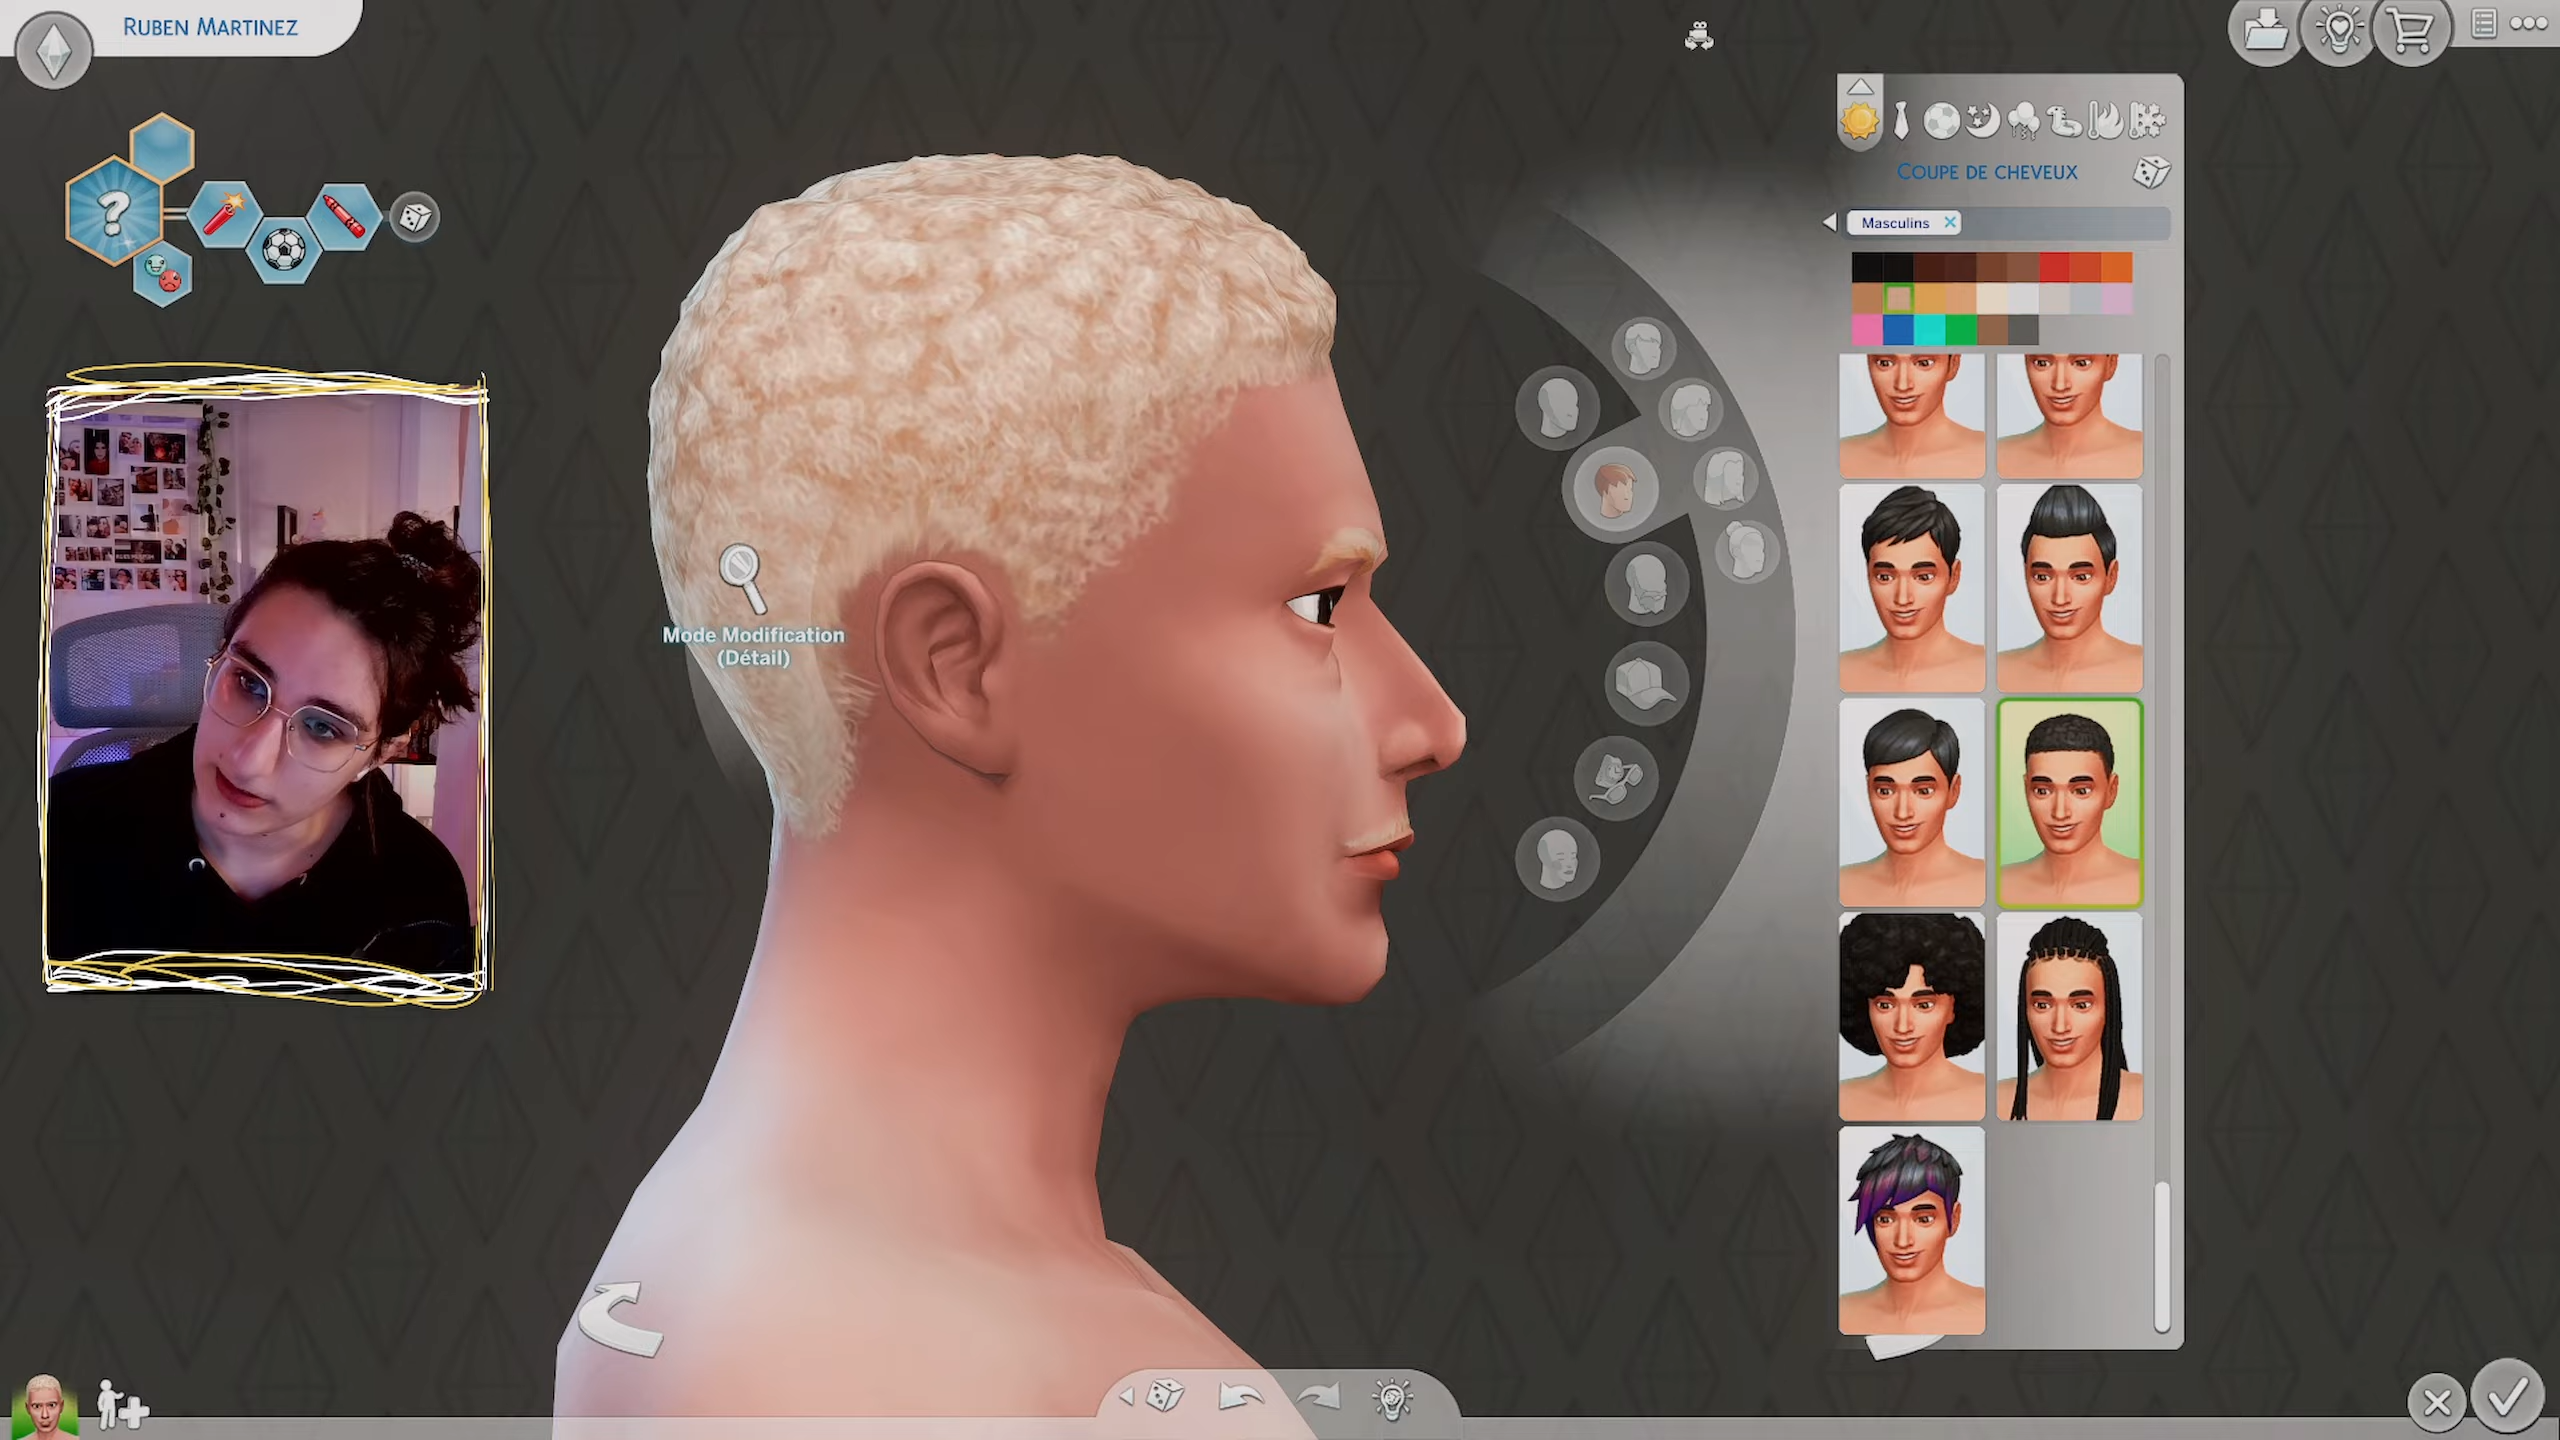 RUBEN MARTINEZ
COUPE DE CHEVEUX
Masculins
Mode Modification
(Détail)